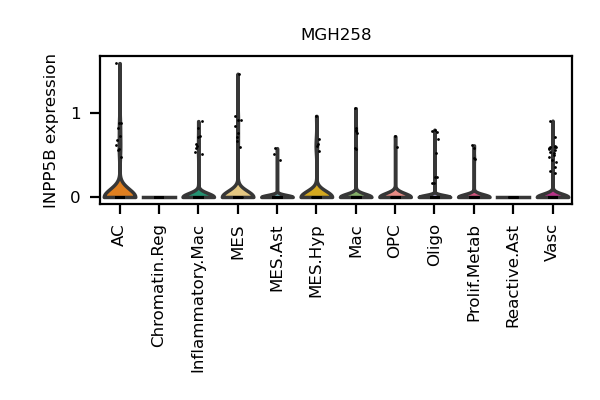 MGH258
INPP5B expression
1
0
AC
Chromatin.Reg
Inflammatory.Mac
MES
MES.Ast
MES.Hyp
Mac
OPC
Oligo
Prolif.Metab
Reactive.Ast
Vasc